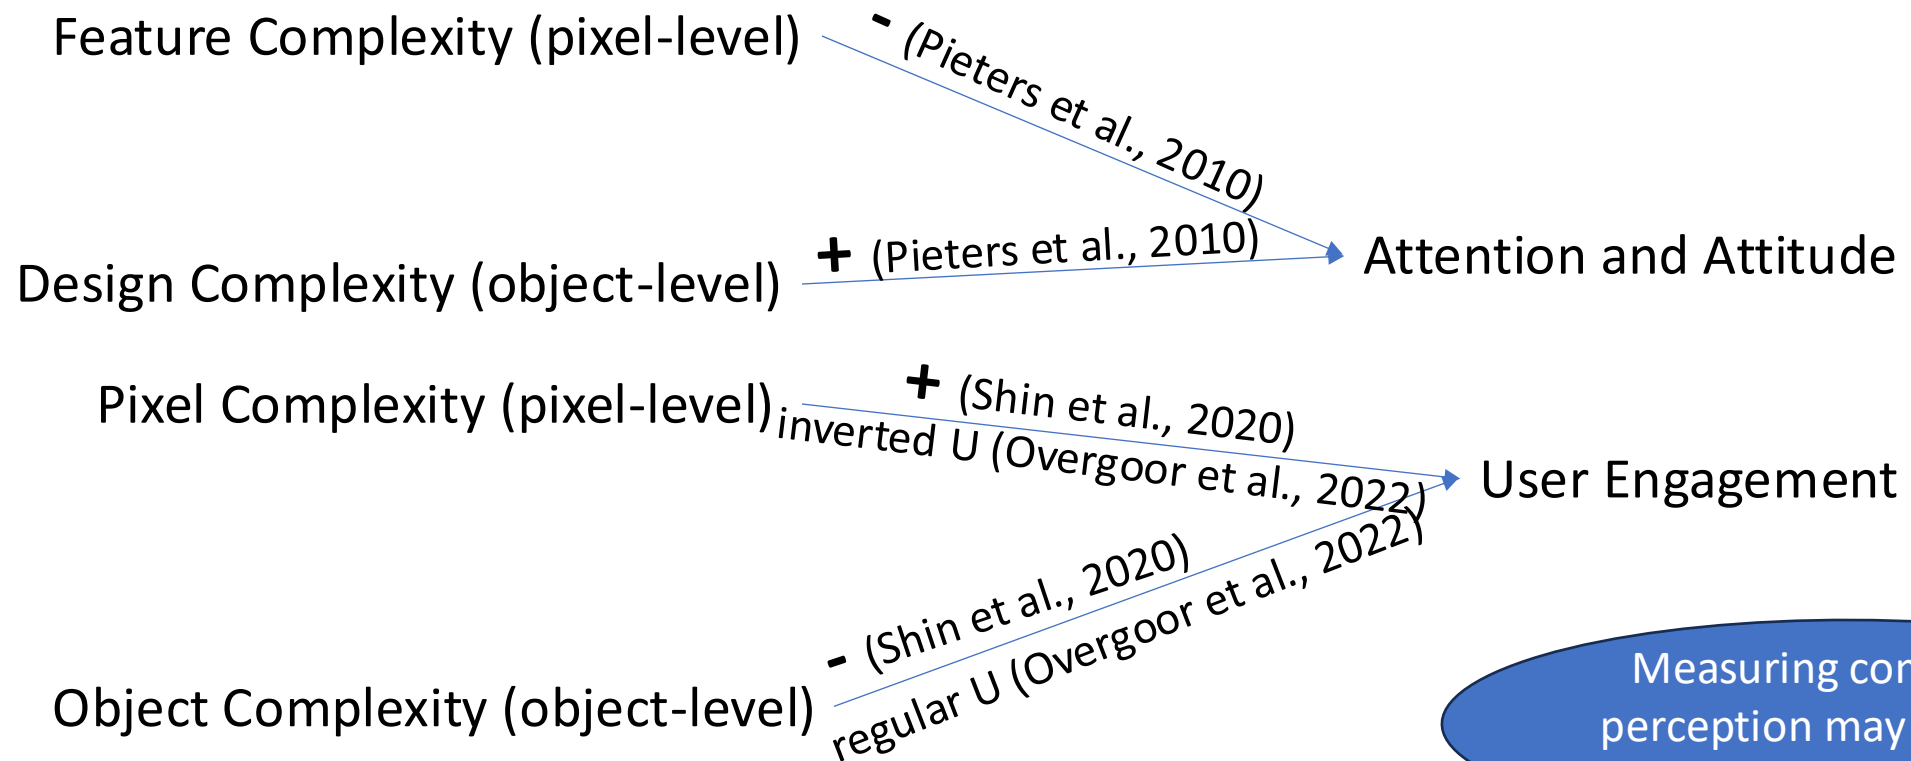 Feature Complexity (pixel-level)
- (Pieters et al., 2010)
Design Complexity (object-level)
+ (Pieters et al., 2010)
Attention and Attitude
Pixel Complexity (pixel-level)
+ (Shin et al., 2020)
inverted U (Overgoor et al., 2022)
User Engagement
- (Shin et al., 2020)
Object Complexity (object-level)
regular U (Overgoor et al., 2022)
Measuring
perception may